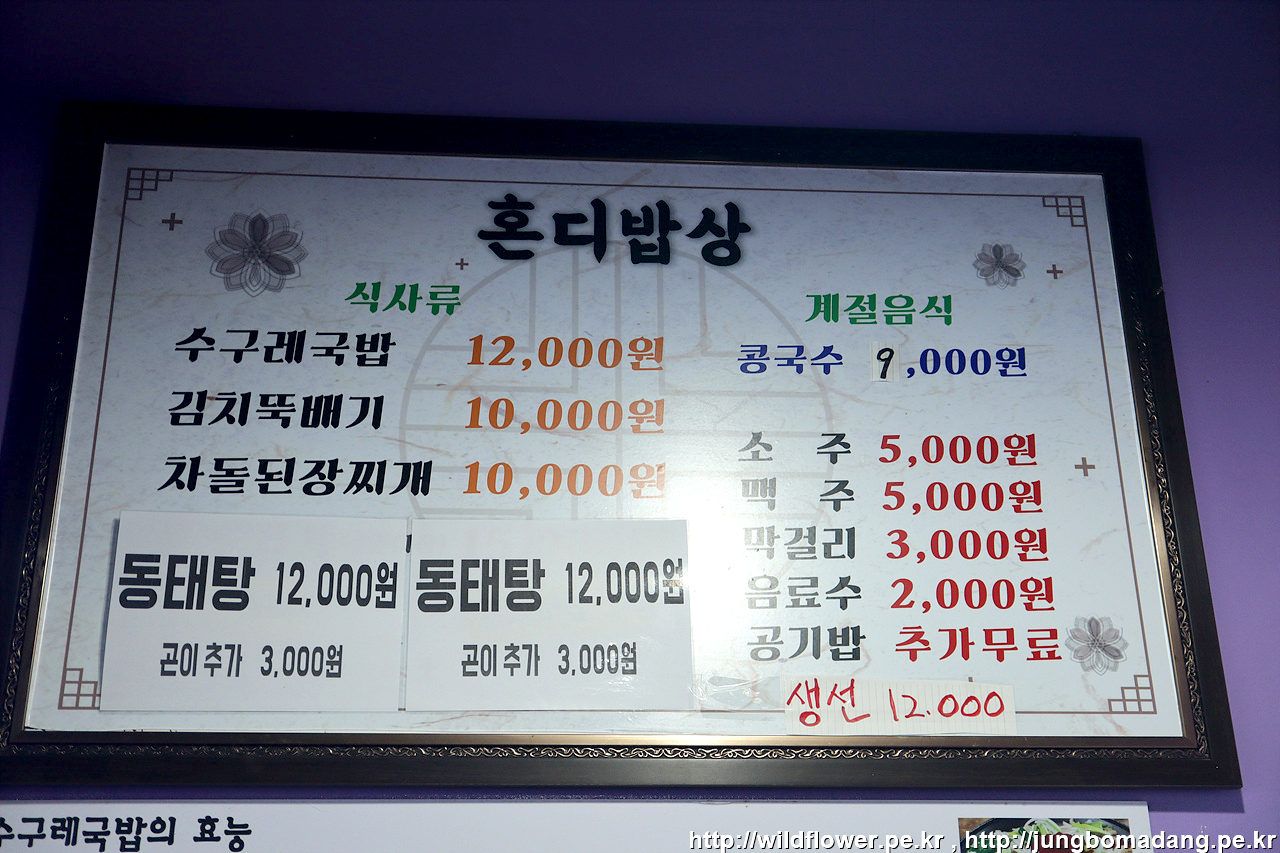 혼디밥상
식사류
수구레국밥 12,000원
김치뚝배기 10,000원
차돌된장찌개 10,000원
동태탕 12,000원
곤이 추가 3,000원
동태탕 12,000원
곤이 추가 3,000원
계절음식
콩국수 9,000원
소 주 5,000원
맥 주 5,000원
막걸리 3,000원
음료수 2,000원
공기밥 추가무료
생선 12.000
수구레국밥의 효능
http://wildflower.pe.kr , http://jungbomadang.pe.kr